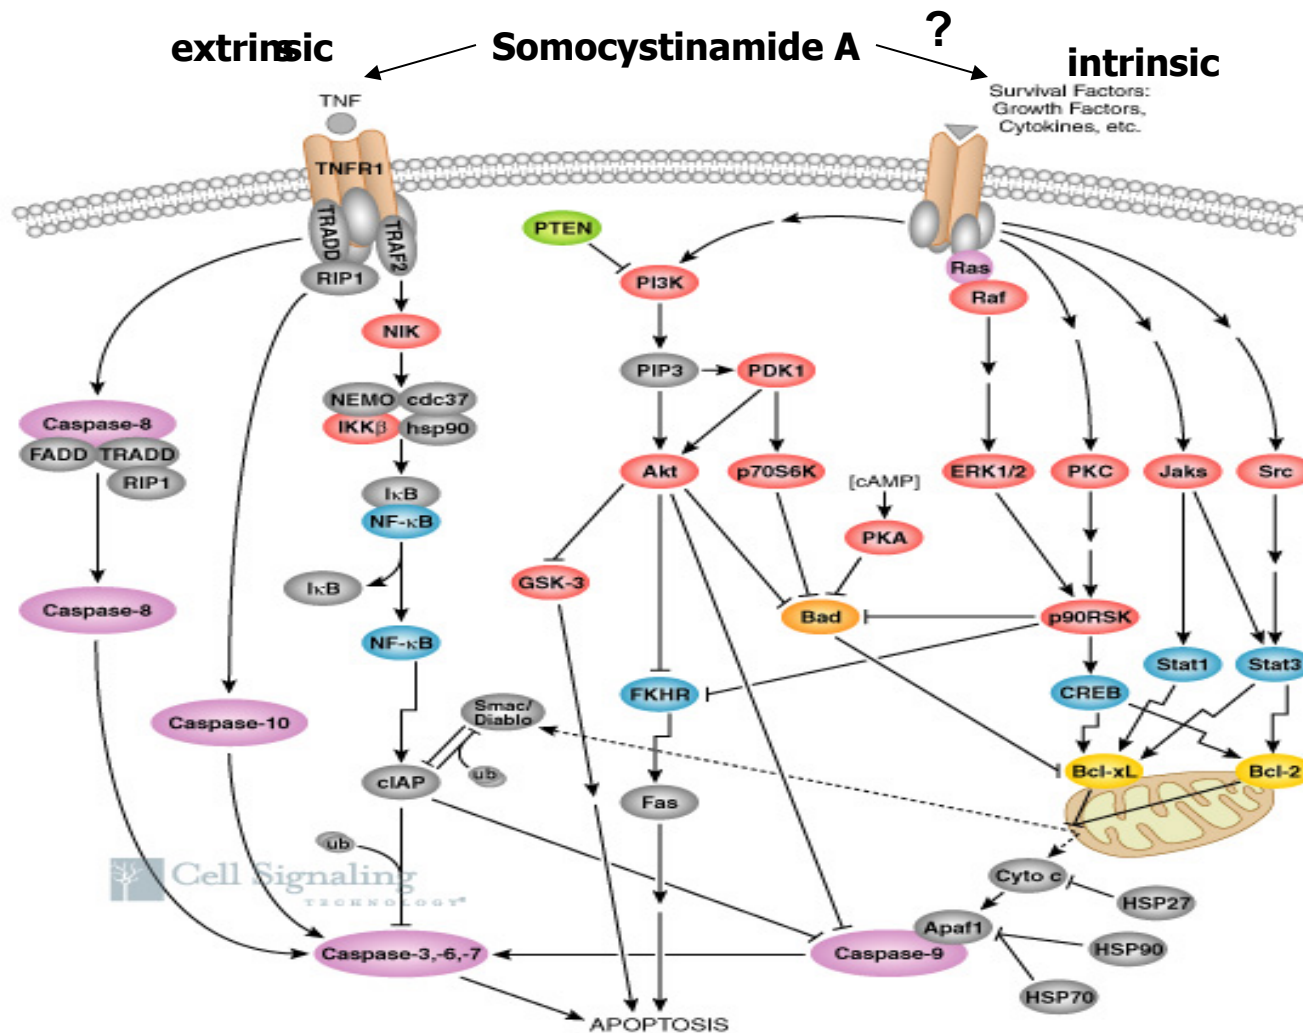 extrinsic
Somocystinamide A
?
intrinsic
TNF
Survival Factors:
Growth Factors,
Cytokines, etc.
TNFR1
TRADD
TRAF2
RIP1
PTEN
PI3K
Ras
Raf
NIK
PIP3
PDK1
NEMO
cdc37
IKKβ
hsp90
Caspase-8
FADD
TRADD
RIP1
Akt
p70S6K
[cAMP]
ERK1/2
PKC
Jaks
Src
IκB
NF-κB
PKA
IκB
GSK-3
Caspase-8
Bad
p90RSK
NF-κB
Stat1
Stat3
FKHR
CREB
Smac/
Diablo
Caspase-10
cIAP
ub
Bcl-xL
Bcl-2
Fas
ub
Cell Signaling
TECHNOLOGY®
Cyto c
HSP27
Apaf1
HSP90
Caspase-3,-6,-7
Caspase-9
HSP70
APOPTOSIS